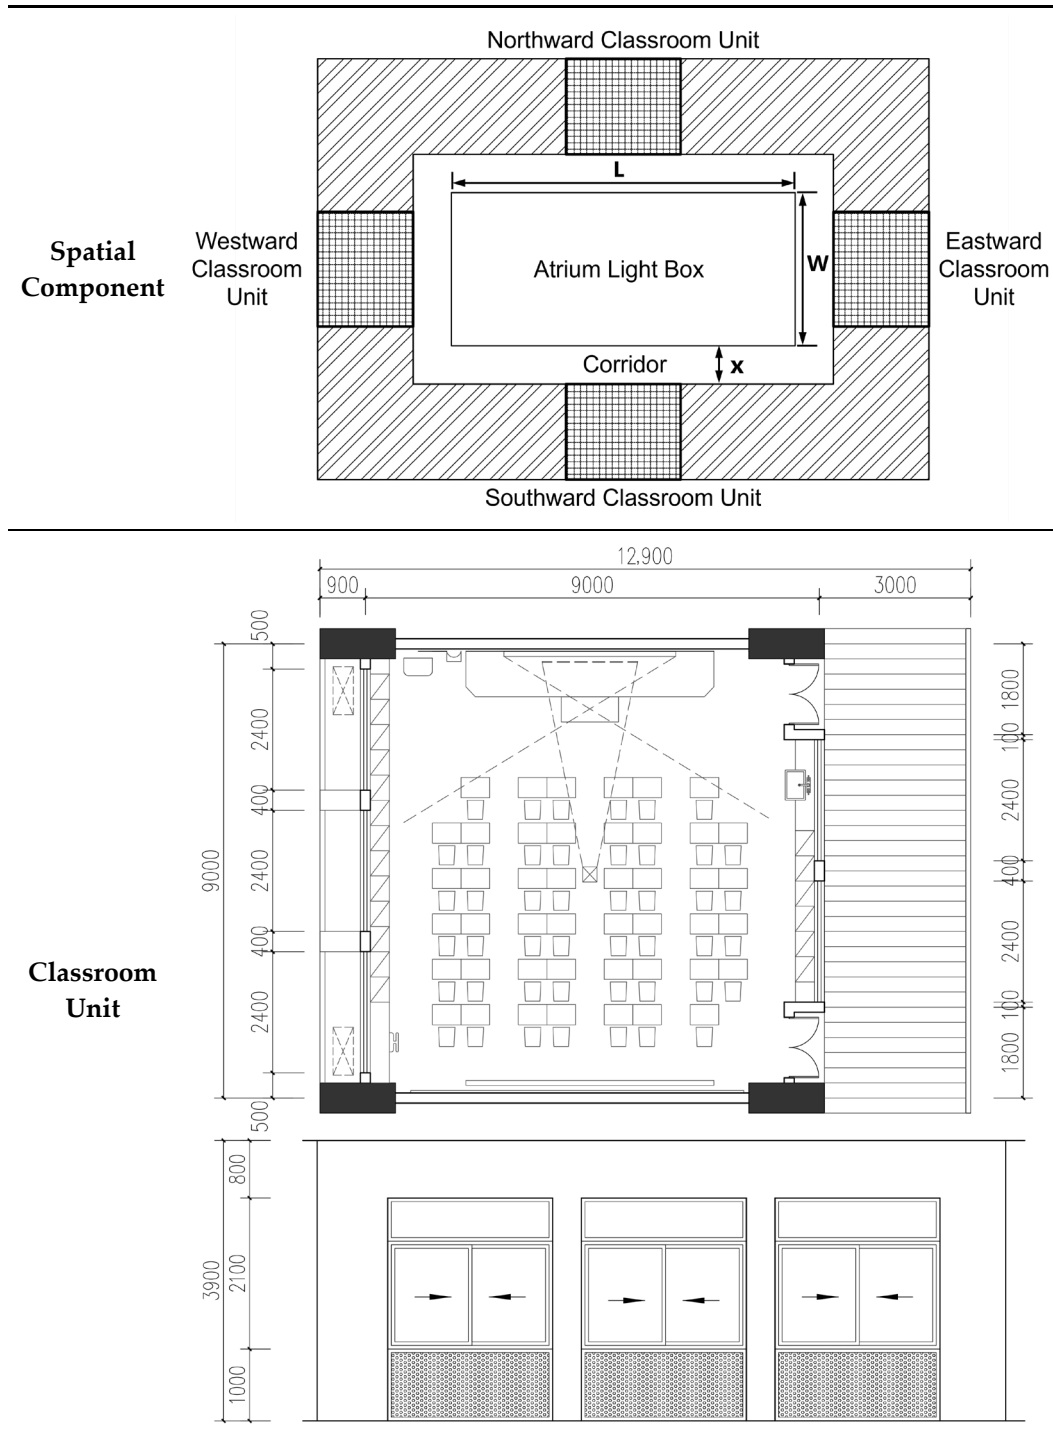 Northward Classroom Unit
L
Spatial
Component
Westward
Classroom
Unit
Atrium Light Box
W
Eastward
Classroom
Unit
Corridor
x
Southward Classroom Unit
12,900
900
9000
3000
500
2400
400
2400
400
2400
500
9000
1800
100
2400
400
2400
100
1800
Classroom
Unit
800
2100
1000
3900